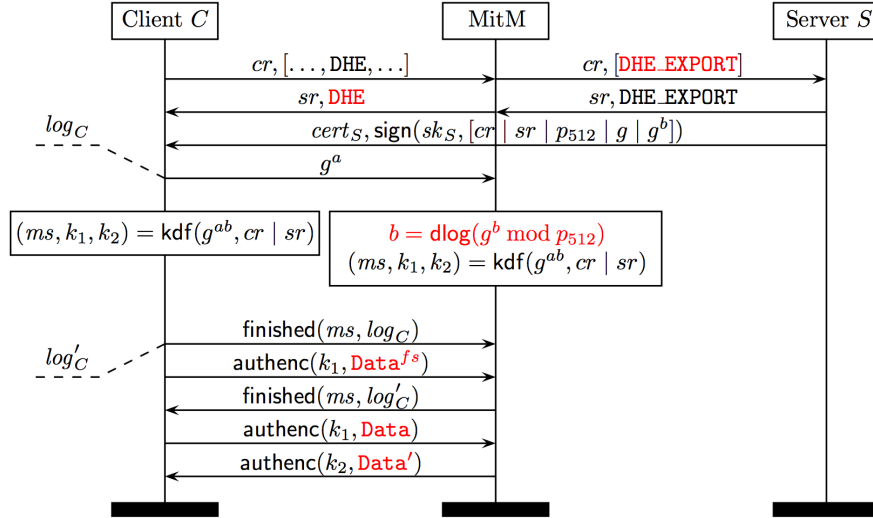 Client C
MitM
Server S
cr, [..., DHE, ...]
cr, [DHE_EXPORT]
sr, DHE
sr, DHE_EXPORT
log_C
cert_S, sign(sk_S, [cr | sr | p_512 | g | g^b])
g^a
(ms, k_1, k_2) = kdf(g^{ab}, cr | sr)
b = dlog(g^b mod p_512)
(ms, k_1, k_2) = kdf(g^{ab}, cr | sr)
finished(ms, log_C)
log'_C
authenc(k_1, Data^{fs})
finished(ms, log'_C)
authenc(k_1, Data)
authenc(k_2, Data')